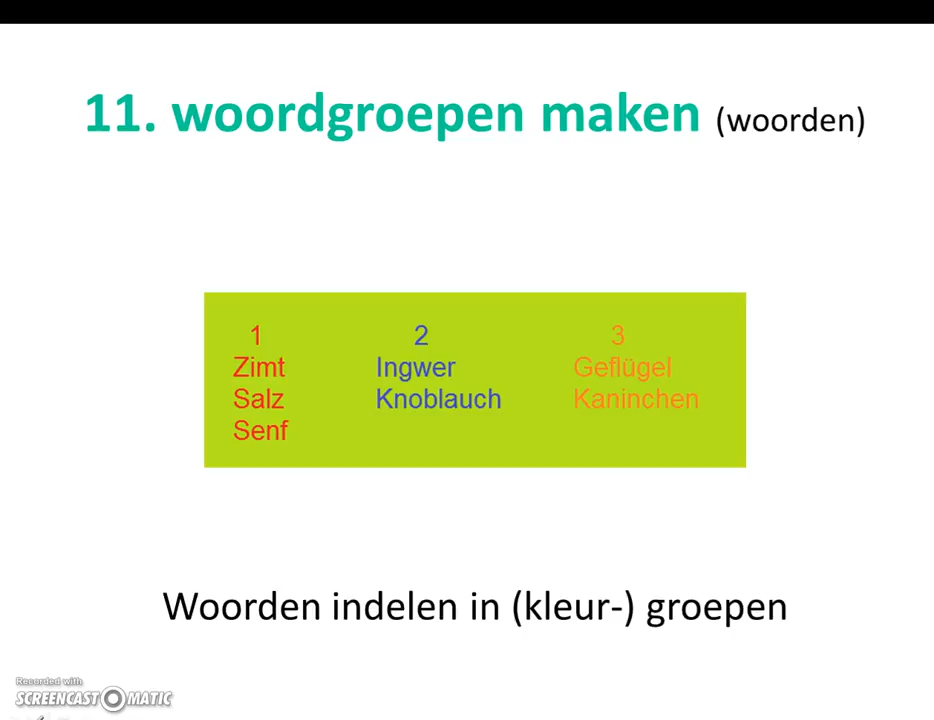 11. woordgroepen maken (woorden)
1 2 3
Zimt Ingwer Geflügel
Salz Knoblauch Kaninchen
Senf
Woorden indelen in (kleur-) groepen
Recorded with
SCREENCAST MATIC